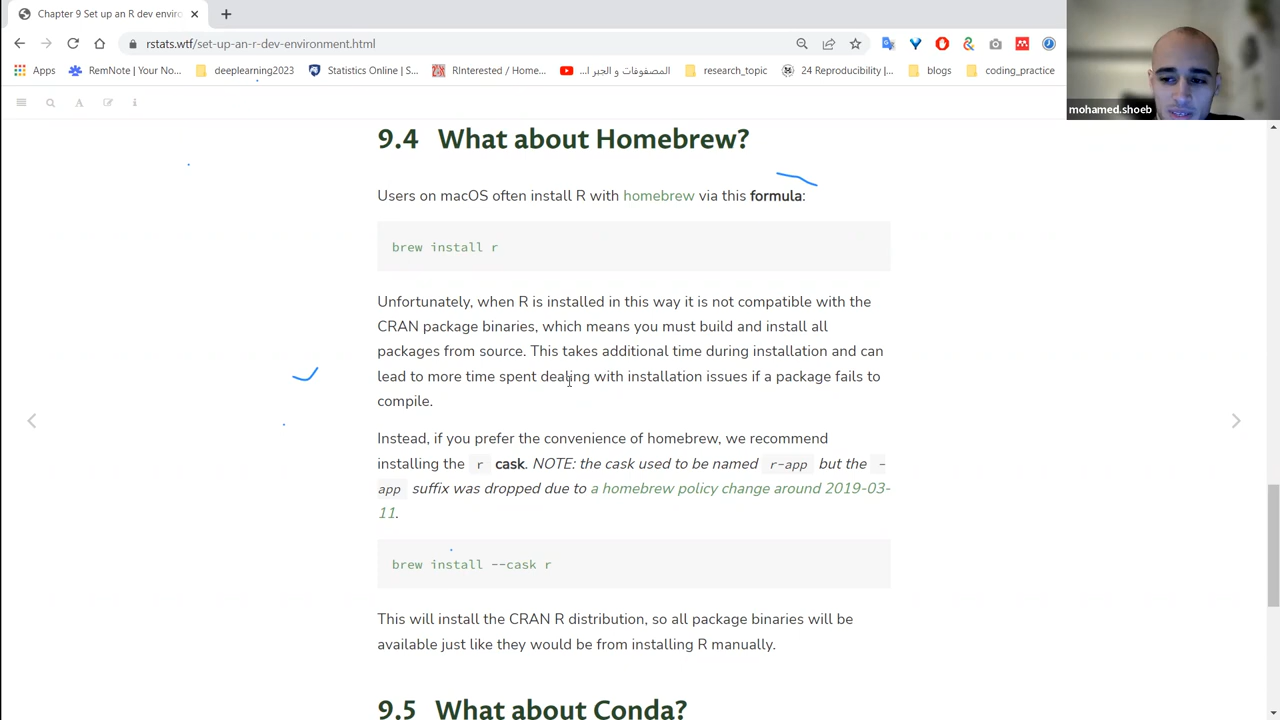 Chapter 9 Set up an R dev enviro
rstats.wtf/set-up-an-r-dev-environment.html
Apps
RemNote | Your No...
deeplearning2023
Statistics Online | S...
RInterested / Home...
المصفوفات و الجبر ا...
research_topic
24 Reproducibility |...
blogs
coding_practice
mohamed.shoeb
9.4 What about Homebrew?
Users on macOS often install R with homebrew via this formula:
brew install r
Unfortunately, when R is installed in this way it is not compatible with the
CRAN package binaries, which means you must build and install all
packages from source. This takes additional time during installation and can
lead to more time spent dealing with installation issues if a package fails to
compile.
Instead, if you prefer the convenience of homebrew, we recommend
installing the r cask. NOTE: the cask used to be named r-app but the -
app suffix was dropped due to a homebrew policy change around 2019-03-
11.
brew install --cask r
This will install the CRAN R distribution, so all package binaries will be
available just like they would be from installing R manually.
9.5 What about Conda?